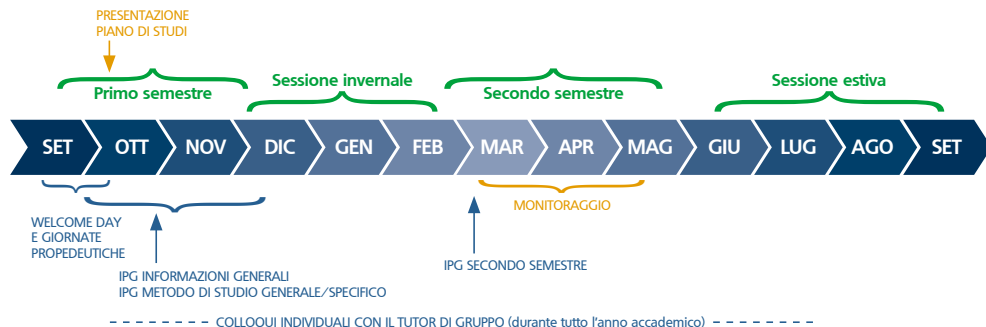 PRESENTAZIONE
PIANO DI STUDI
Primo semestre
Sessione invernale
Secondo semestre
Sessione estiva
SET OTT NOV DIC GEN FEB MAR APR MAG GIU LUG AGO SET
WELCOME DAY
E GIORNATE
PROPEDEUTICHE
MONITORAGGIO
IPG INFORMAZIONI GENERALI
IPG METODO DI STUDIO GENERALE/SPECIFICO
IPG SECONDO SEMESTRE
COLLOQUI INDIVIDUALI CON IL TUTOR DI GRUPPO (durante tutto l'anno accademico)